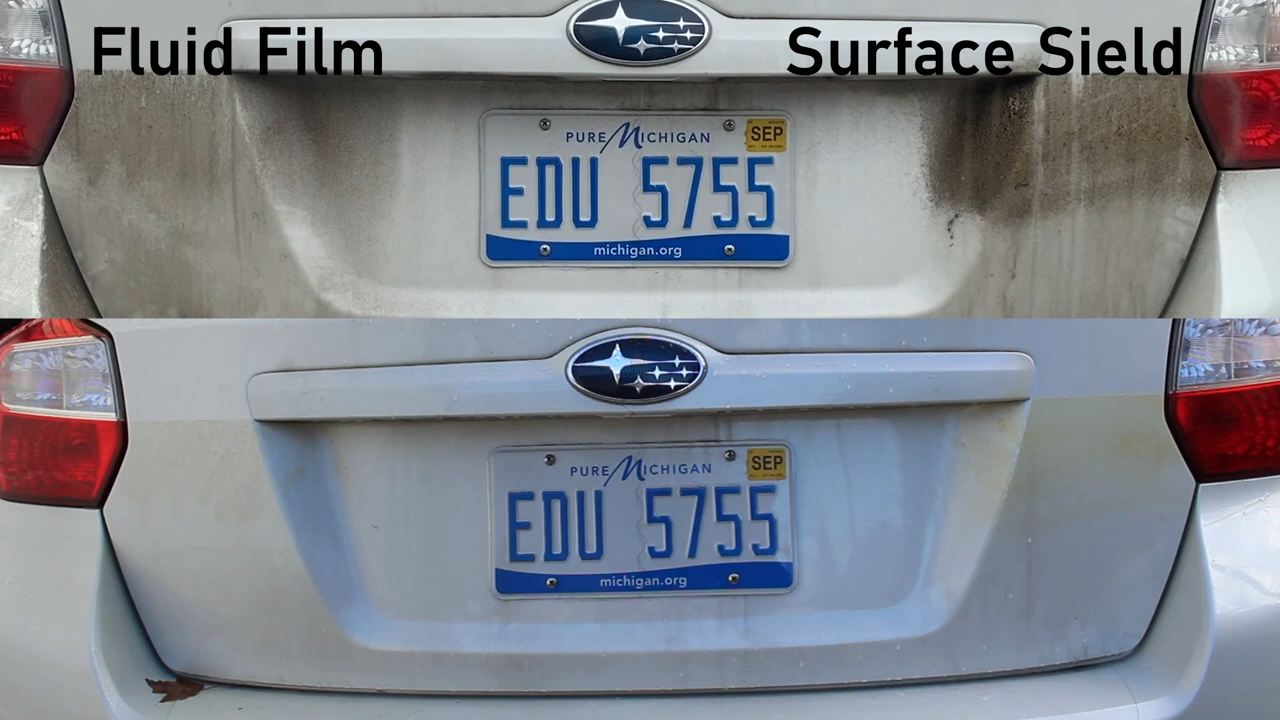 Fluid Film
Surface Sield
PURE MICHIGAN
SEP
EDU 5755
michigan.org
PURE MICHIGAN
SEP
EDU 5755
michigan.org